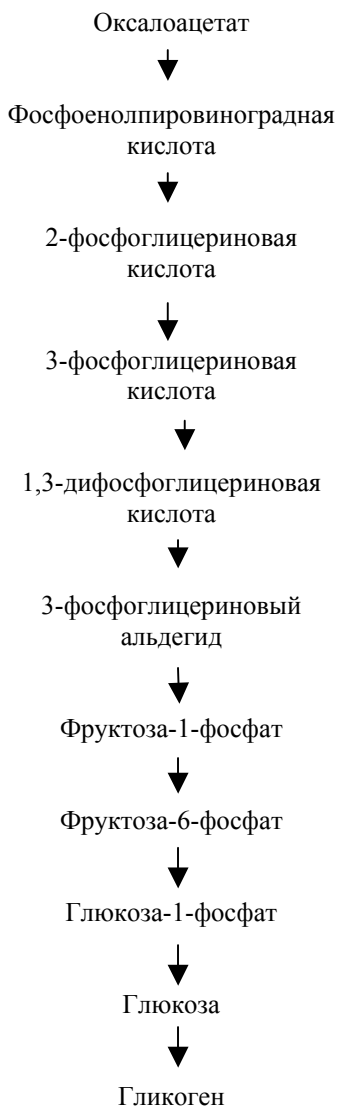 Оксалоацетат
Фосфоенолпировиноградная
кислота
2-фосфоглицериновая
кислота
3-фосфоглицериновая
кислота
1,3-дифосфоглицериновая
кислота
3-фосфоглицериновый
альдегид
Фруктоза-1-фосфат
Фруктоза-6-фосфат
Глюкоза-1-фосфат
Глюкоза
Гликоген